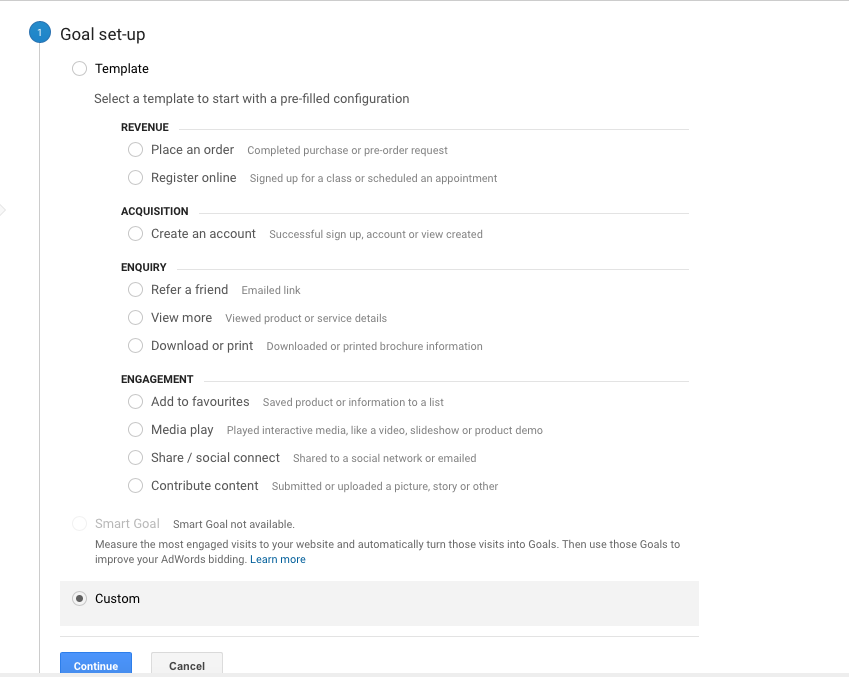 1 Goal set-up
Template
Select a template to start with a pre-filled configuration
REVENUE
Place an order Completed purchase or pre-order request
Register online Signed up for a class or scheduled an appointment
ACQUISITION
Create an account Successful sign up, account or view created
ENQUIRY
Refer a friend Emailed link
View more Viewed product or service details
Download or print Downloaded or printed brochure information
ENGAGEMENT
Add to favourites Saved product or information to a list
Media play Played interactive media, like a video, slideshow or product demo
Share / social connect Shared to a social network or emailed
Contribute content Submitted or uploaded a picture, story or other
Smart Goal Smart Goal not available.
Measure the most engaged visits to your website and automatically turn those visits into Goals. Then use those Goals to
improve your AdWords bidding. Learn more
Custom
Continue Cancel